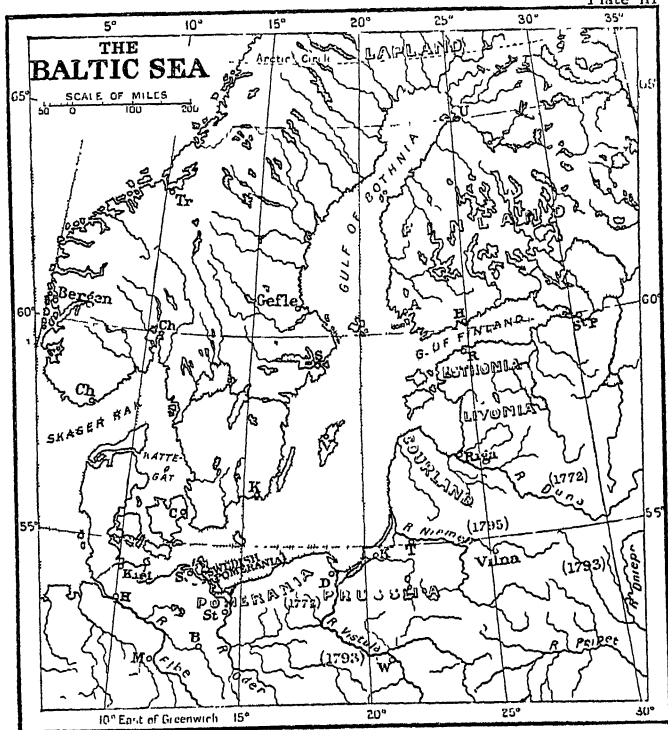 Plate III
5° 10° 15° 20° 25° 30° 35°
THE
BALTIC SEA
SCALE OF MILES
50 0 100 200
Arctic Circle
LAPLAND
65° 65°
U
GULF OF BOTHNIA
Tr
Bergen
Gefle
60° 60°
Ch
A
H
St P
G. OF FINLAND
S
R
ESTHONIA
Ch
LIVONIA
SKAGER RAK
KATTE-
GAT
Riga
COURLAND
R Duna
(1772)
K
Co
55° 55°
R Niemen
(1795)
T
K
Vilna
(1793)
R Dnieper
Kiel
S
SWEDISH
POMERANIA
D
H
POMERANIA
(1772)
PRUSSIA
St
R
B
R Vistula
R Pripet
M
Elbe
R Oder
(1793)
W
10° East of Greenwich 15° 20° 25° 30°